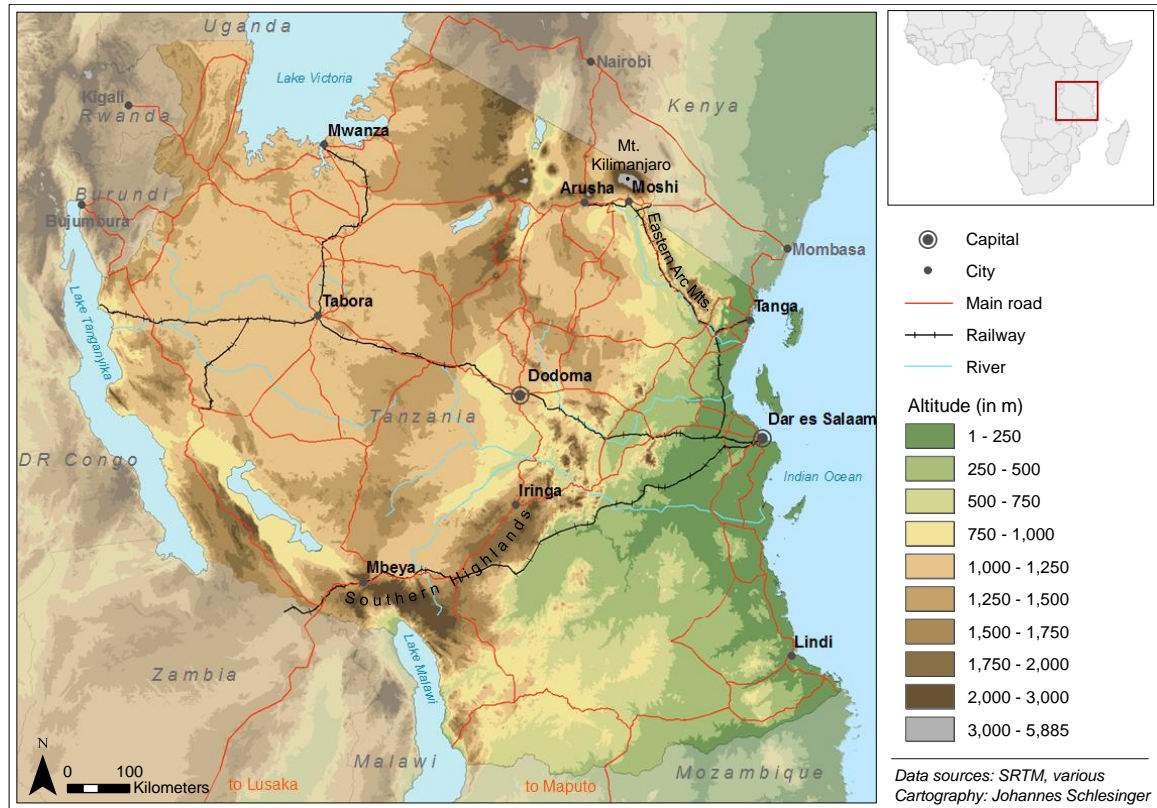 Uganda
Lake Victoria
Nairobi
Kenya
Kigali
Rwanda
Mwanza
Mt.
Kilimanjaro
Arusha
Moshi
Burundi
Bujumbura
Eastern Arc Mts.
Mombasa
Lake Tanganyika
Tabora
Tanga
Dodoma
Tanzania
Dar es Salaam
DR Congo
Indian Ocean
Iringa
Mbeya
Southern Highlands
Lindi
Lake Malawi
Zambia
Malawi
Mozambique
to Lusaka
to Maputo
N
0 100
Kilometers
Capital
City
Main road
Railway
River
Altitude (in m)
1 - 250
250 - 500
500 - 750
750 - 1,000
1,000 - 1,250
1,250 - 1,500
1,500 - 1,750
1,750 - 2,000
2,000 - 3,000
3,000 - 5,885
Data sources: SRTM, various
Cartography: Johannes Schlesinger